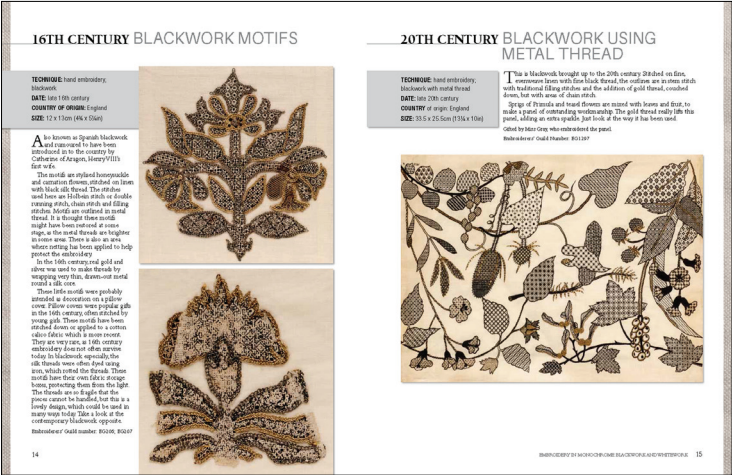 16TH CENTURY BLACKWORK MOTIFS
TECHNIQUE: hand embroidery,
blackwork
DATE: late 16th century
COUNTRY OF ORIGIN: England
SIZE: 12 x 13cm (4¾ x 5¼in)
Also known as Spanish blackwork
and rumoured to have been
introduced in to the country by
Catherine of Aragon, Henry VIII's
first wife.
The motifs are stylised honeysuckle
and carnation flowers, stitched on linen
with black silk thread. The stitches
used here are Holbein stitch or double
running stitch, chain stitch and filling
stitches. Motifs are outlined in metal
thread. It is thought these motifs
might have been restored at some
stage, as the metal threads are brighter
in some areas. There is also an area
where netting has been applied to help
protect the embroidery.
In the 16th century, real gold and
silver was used to make threads by
wrapping very thin, drawn-out metal
round a silk core.
These little motifs were probably
intended as decoration on a pillow
cover. Pillow covers were popular gifts
in the 16th century, often stitched by
young girls. These motifs have been
stitched down or applied to a cotton
calico fabric which is more recent.
They are very rare, as 16th century
embroidery does not often survive
today. In blackwork especially, the
silk threads were often dyed using
iron, which rotted the threads. These
motifs have their own fabric storage
boxes, protecting them from the light.
The threads are so fragile that the
pieces cannot be handled, but this is a
lovely design, which could be used in
many ways today. Take a look at the
contemporary blackwork opposite.
Embroiderers' Guild number: EG206, EG207
14
20TH CENTURY BLACKWORK USING
METAL THREAD
TECHNIQUE: hand embroidery;
blackwork with metal thread
DATE: late 20th century
COUNTRY of origin: England
SIZE: 33.5 x 25.5cm (13¼ x 10in)
This is blackwork brought up to the 20th century. Stitched on fine,
evenweave linen with fine black thread, the outlines are in stem stitch
with traditional filling stitches and the addition of gold thread, couched
down, but with areas of chain stitch.
Sprigs of Primula and teasel flowers are mixed with leaves and fruit, to
make a panel of outstanding workmanship. The gold thread really lifts this
panel, adding an extra sparkle. Just look at the way it has been used.
Gifted by Miss Gray, who embroidered the panel.
Embroiderers' Guild Number: EG1207
EMBROIDERY IN MONOCHROME: BLACKWORK AND WHITEWORK 15